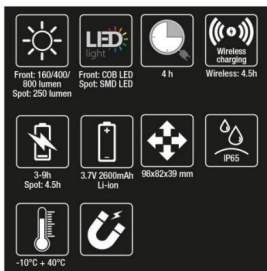 LED
light
Wireless
charging
Front: 160/400/
800 lumen
Spot: 250 lumen
Front: COB LED
Spot: SMD LED
4 h
Wireless: 4.5h
+
-
IP65
3-9h
Spot: 4.5h
3.7V 2600mAh
Li-ion
98x82x39 mm
-10°C + 40°C